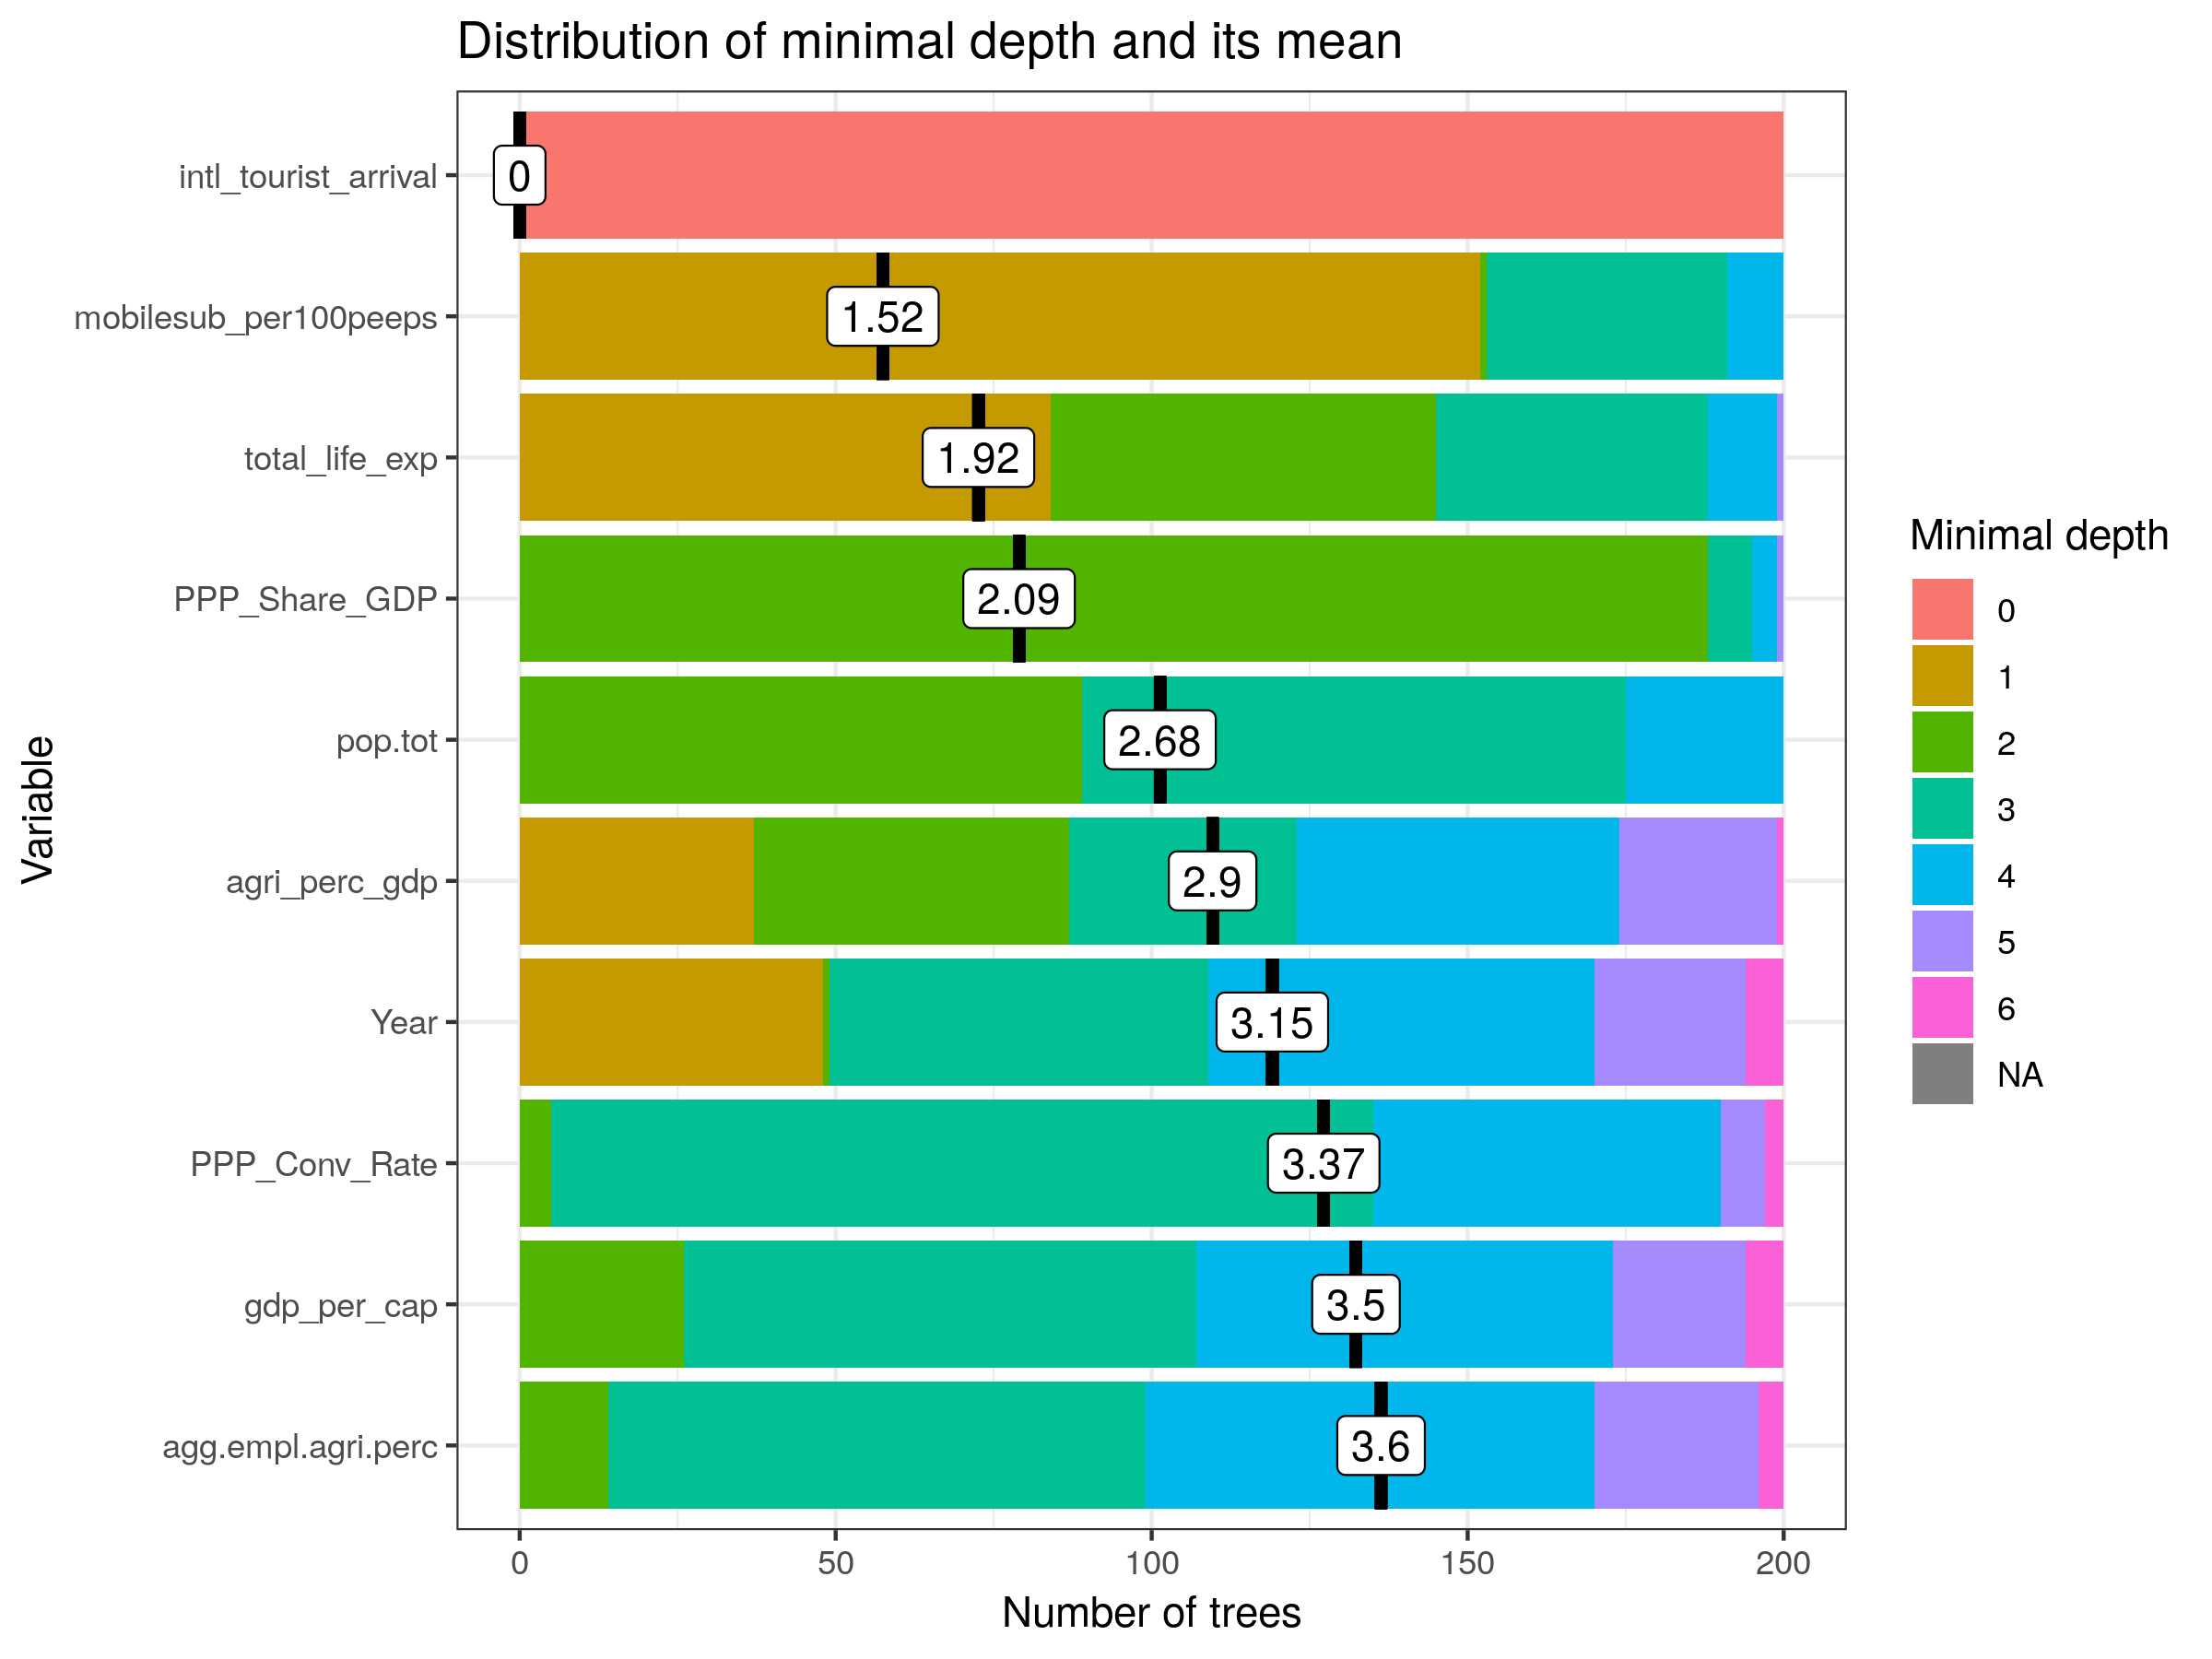 Distribution of minimal depth and its mean
Variable
intl_tourist_arrival
0
mobilesub_per100peeps
1.52
total_life_exp
1.92
PPP_Share_GDP
2.09
pop.tot
2.68
agri_perc_gdp
2.9
Year
3.15
PPP_Conv_Rate
3.37
gdp_per_cap
3.5
agg.empl.agri.perc
3.6
0 50 100 150 200
Number of trees
Minimal depth
0
1
2
3
4
5
6
NA